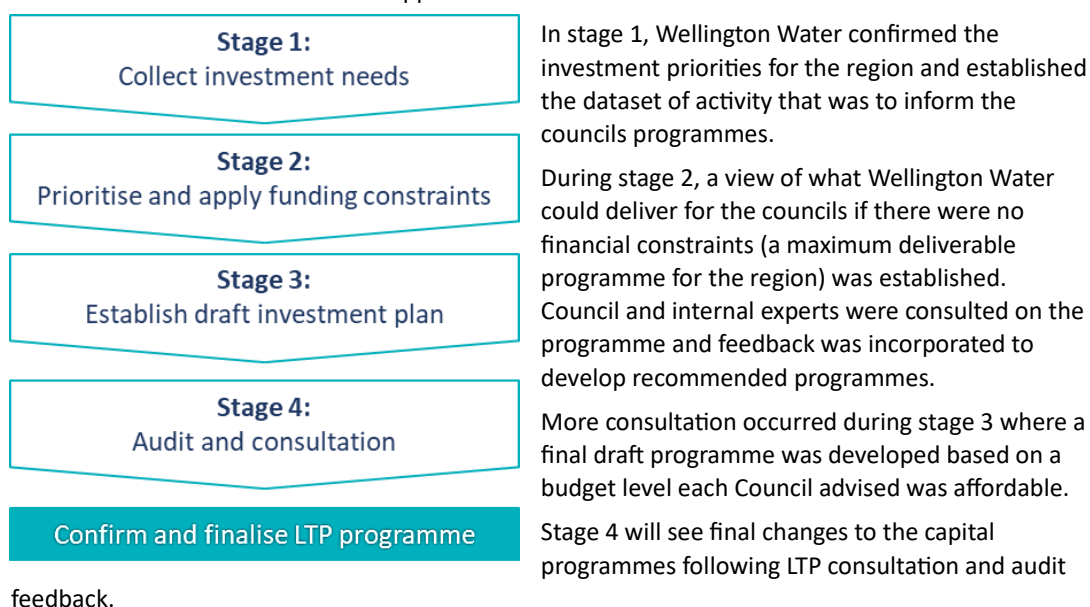 Stage 1:
Collect investment needs
Stage 2:
Prioritise and apply funding constraints
Stage 3:
Establish draft investment plan
Stage 4:
Audit and consultation
Confirm and finalise LTP programme
In stage 1, Wellington Water confirmed the
investment priorities for the region and established
the dataset of activity that was to inform the
councils programmes.
During stage 2, a view of what Wellington Water
could deliver for the councils if there were no
financial constraints (a maximum deliverable
programme for the region) was established.
Council and internal experts were consulted on the
programme and feedback was incorporated to
develop recommended programmes.
More consultation occurred during stage 3 where a
final draft programme was developed based on a
budget level each Council advised was affordable.
Stage 4 will see final changes to the capital
programmes following LTP consultation and audit
feedback.